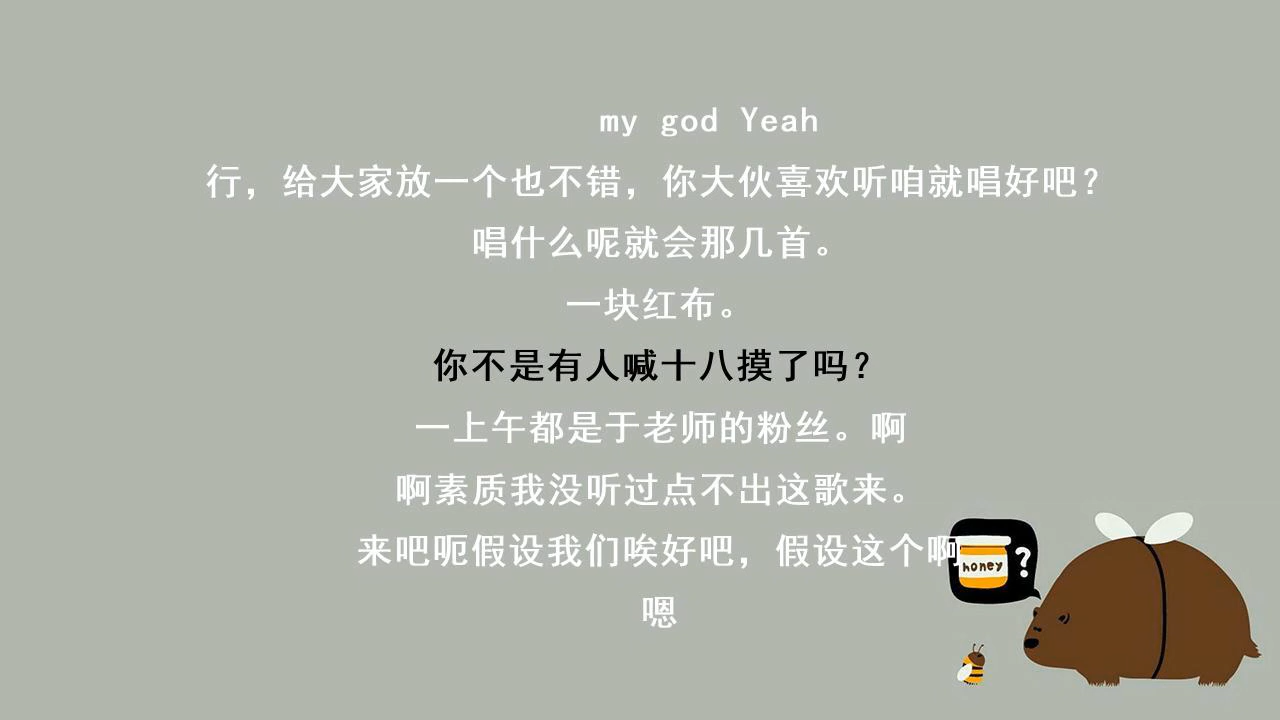 my god Yeah
行，给大家放一个也不错，你大伙喜欢听咱就唱好吧？
唱什么呢就会那几首。
一块红布。
你不是有人喊十八摸了吗？
一上午都是于老师的粉丝。啊
啊素质我没听过点不出这歌来。
来吧呃假设我们唉好吧，假设这个啊
honey ?
嗯